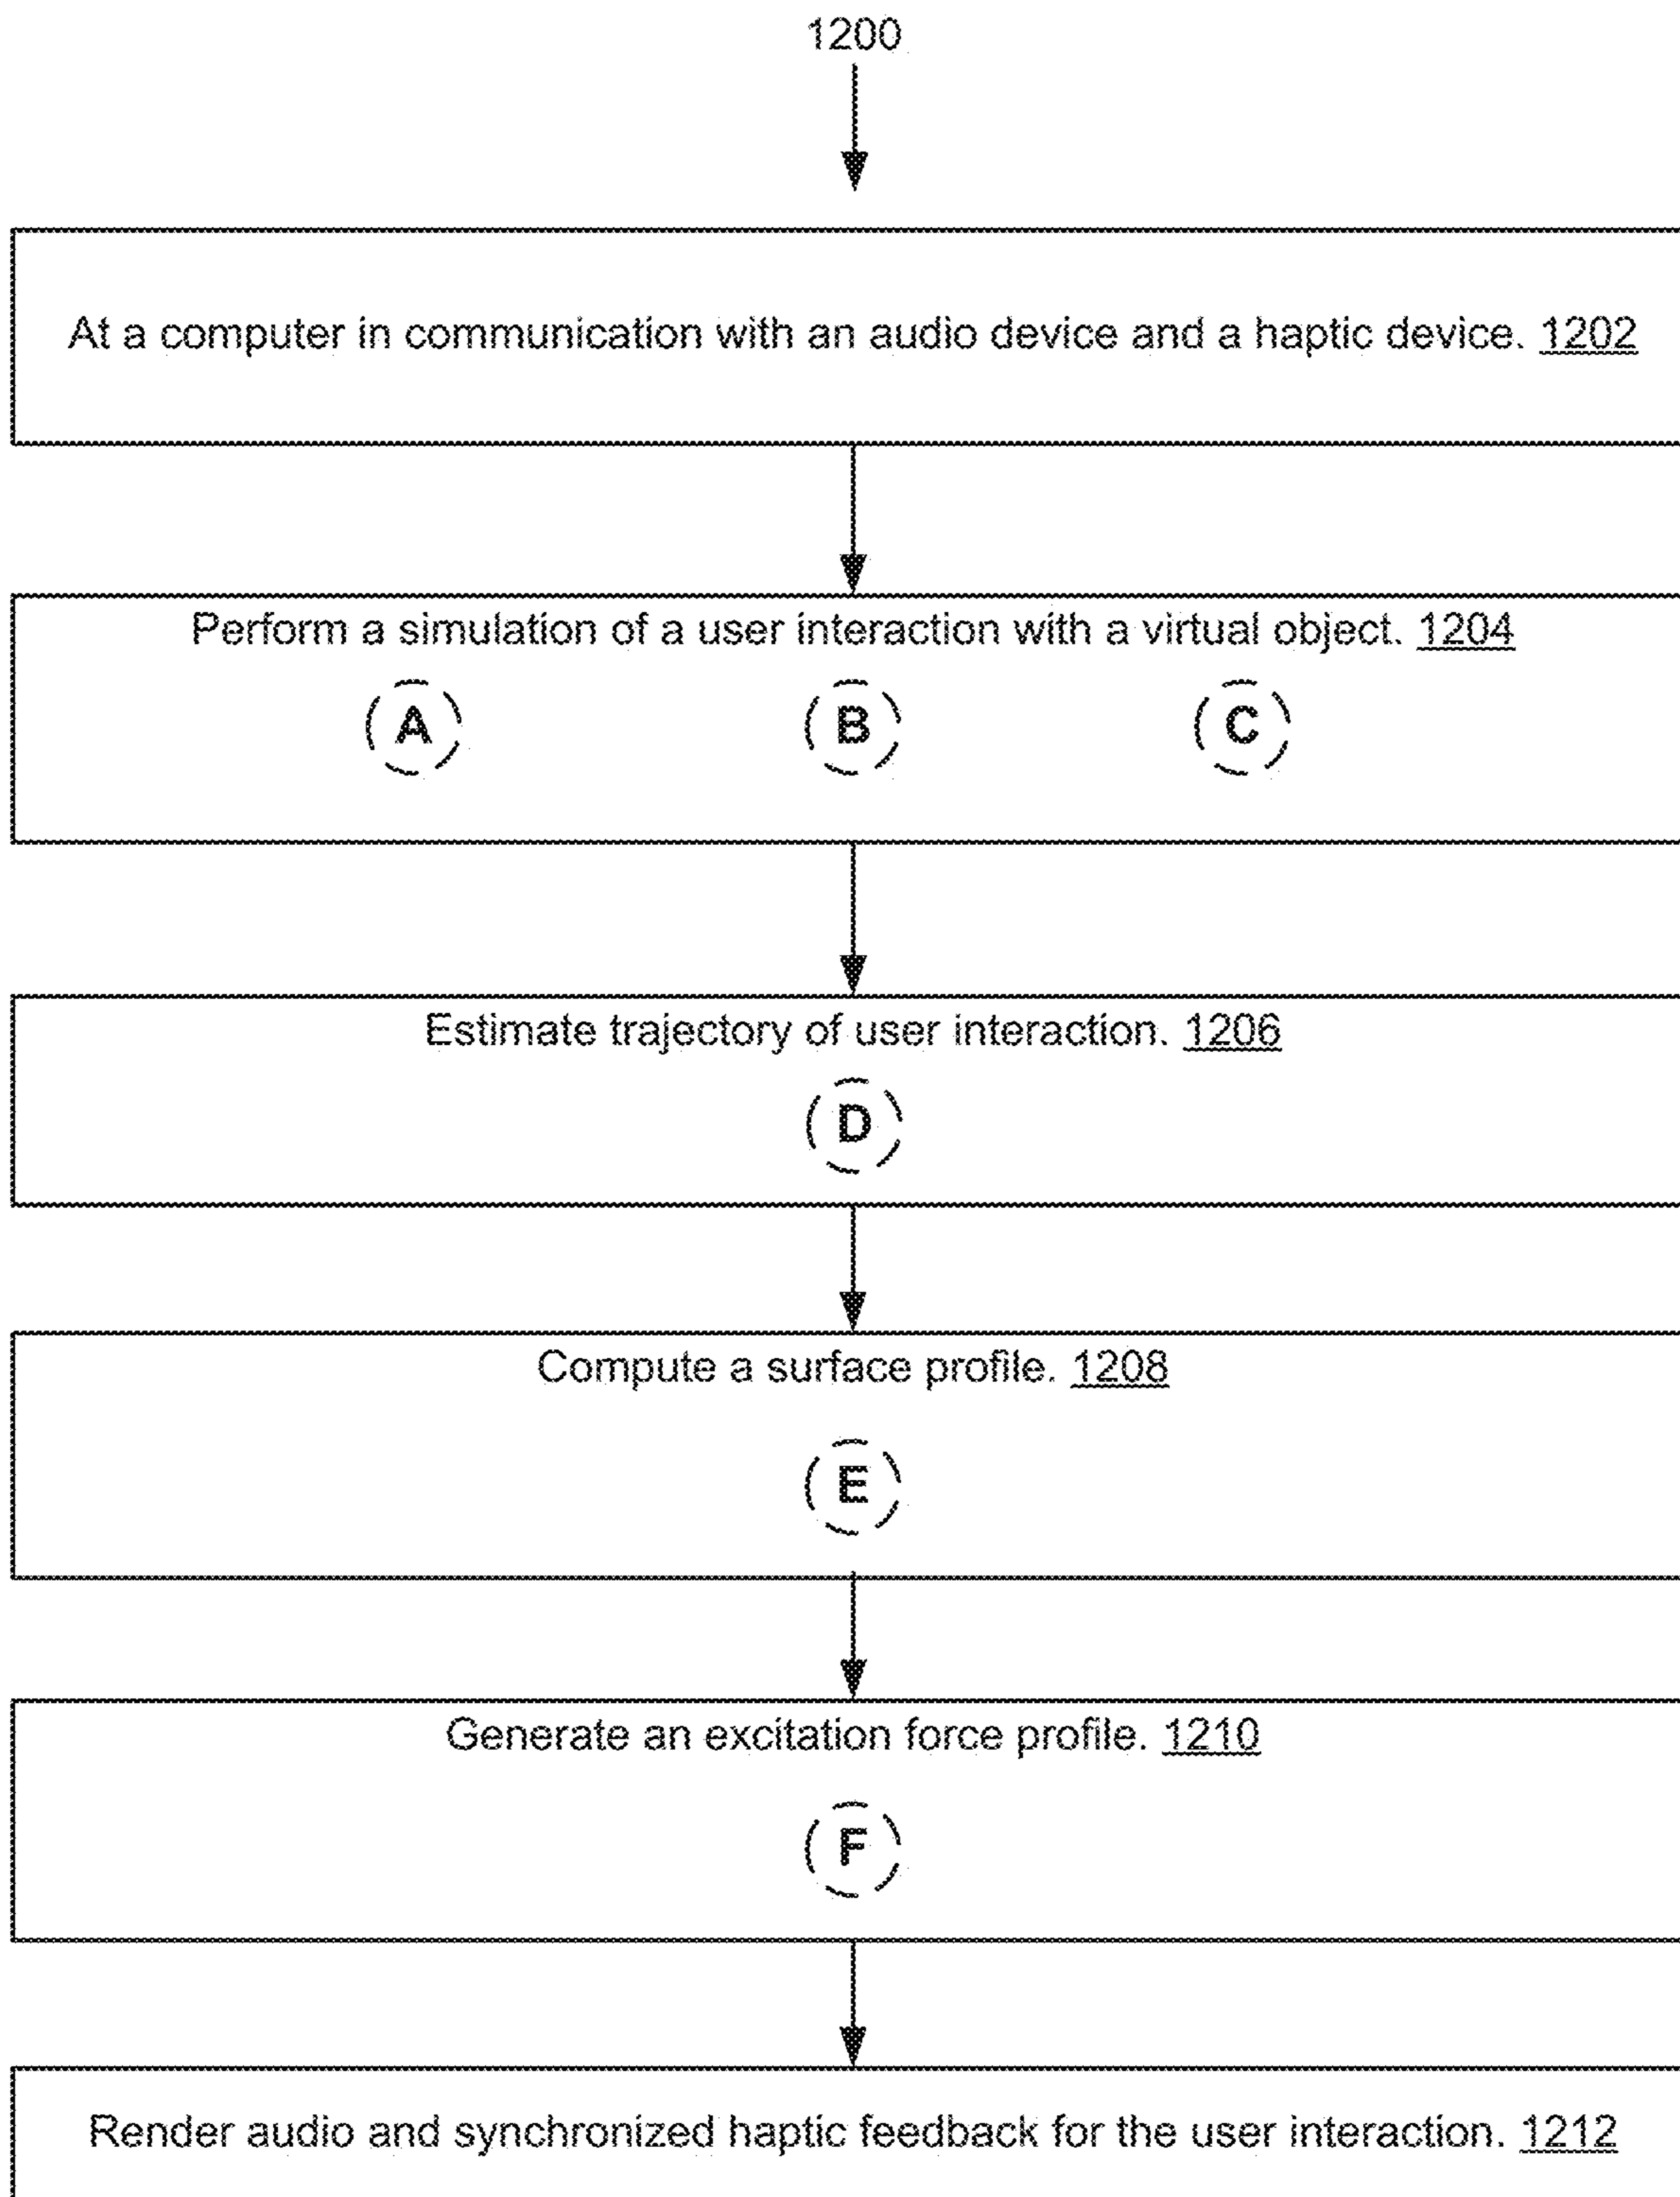 1200
At a computer in communication with an audio device and a haptic device. 1202
Perform a simulation of a user interaction with a virtual object. 1204
A B C
Estimate trajectory of user interaction. 1206
D
Compute a surface profile. 1208
E
Generate an excitation force profile. 1210
F
Render audio and synchronized haptic feedback for the user interaction. 1212